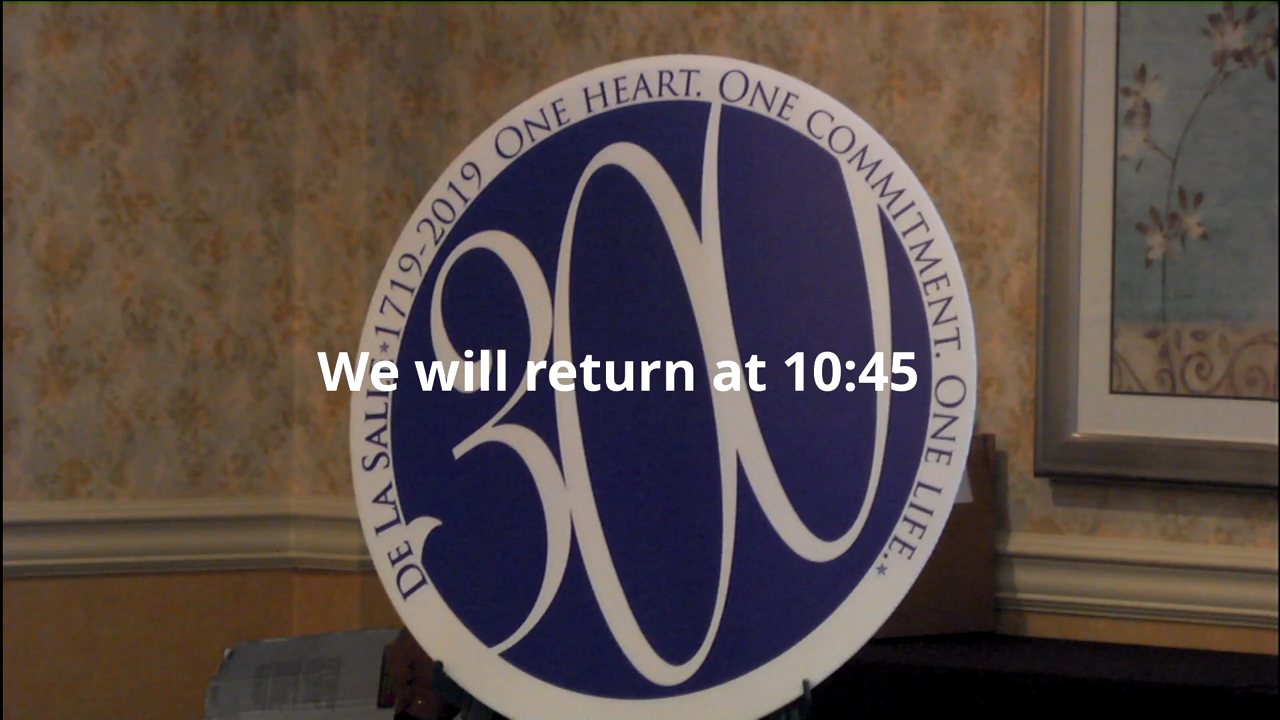 DE LA SALLE★1719-2019 ONE HEART. ONE COMMITMENT. ONE LIFE.★
300
We will return at 10:45